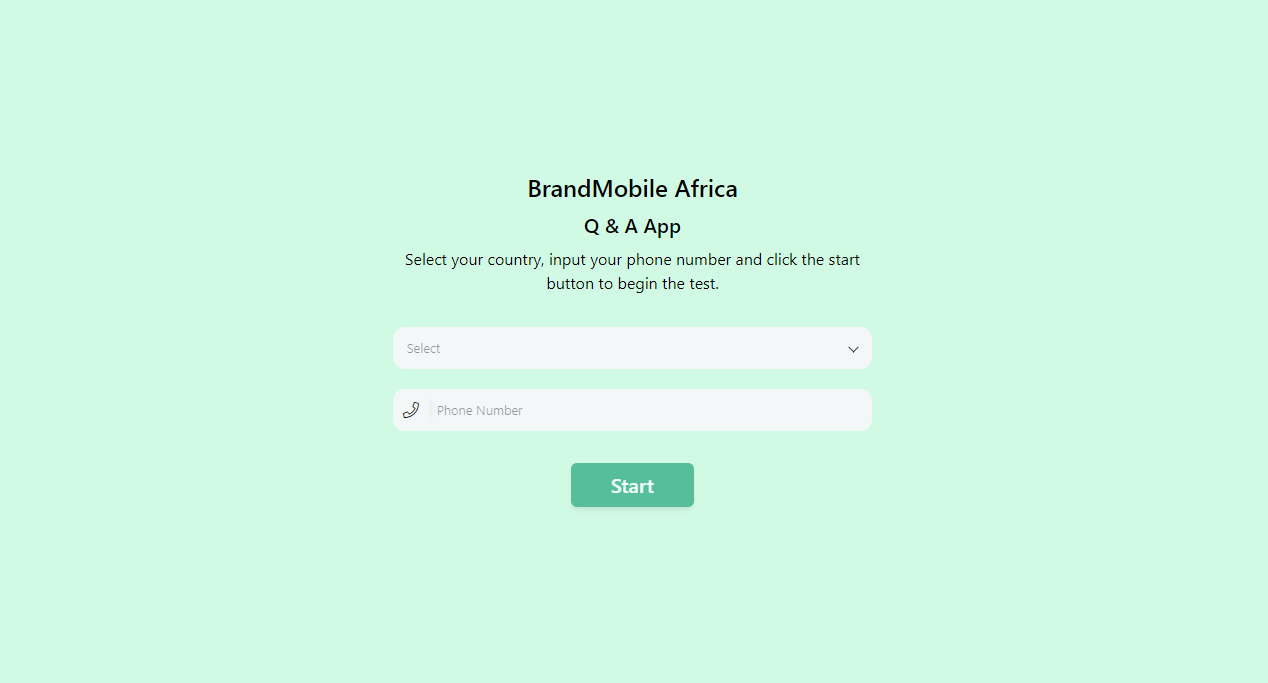 BrandMobile Africa
Q & A App
Select your country, input your phone number and click the start
button to begin the test.
Select
Phone Number
Start